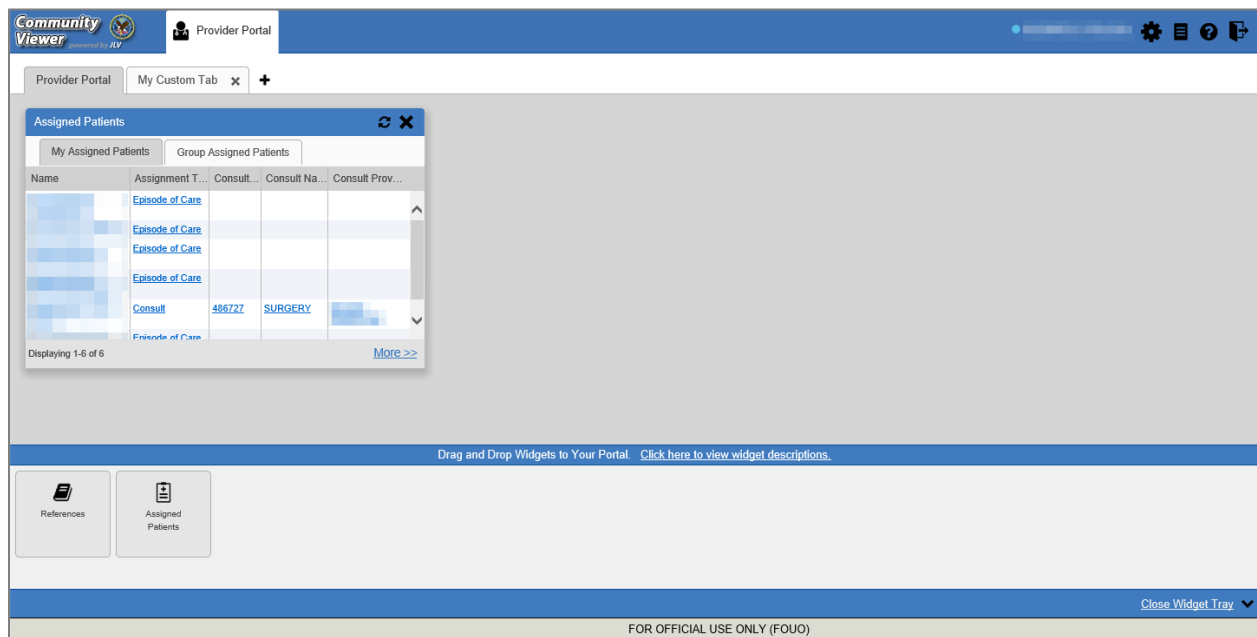 Community
Viewer powered by JLV
Provider Portal
Provider Portal
My Custom Tab
Assigned Patients
My Assigned Patients
Group Assigned Patients
Name Assignment T... Consult... Consult Na... Consult Prov...
Episode of Care
Episode of Care
Episode of Care
Episode of Care
Consult 486727 SURGERY
Episode of Care
Displaying 1-6 of 6 More >>
Drag and Drop Widgets to Your Portal. Click here to view widget descriptions.
References
Assigned
Patients
Close Widget Tray
FOR OFFICIAL USE ONLY (FOUO)